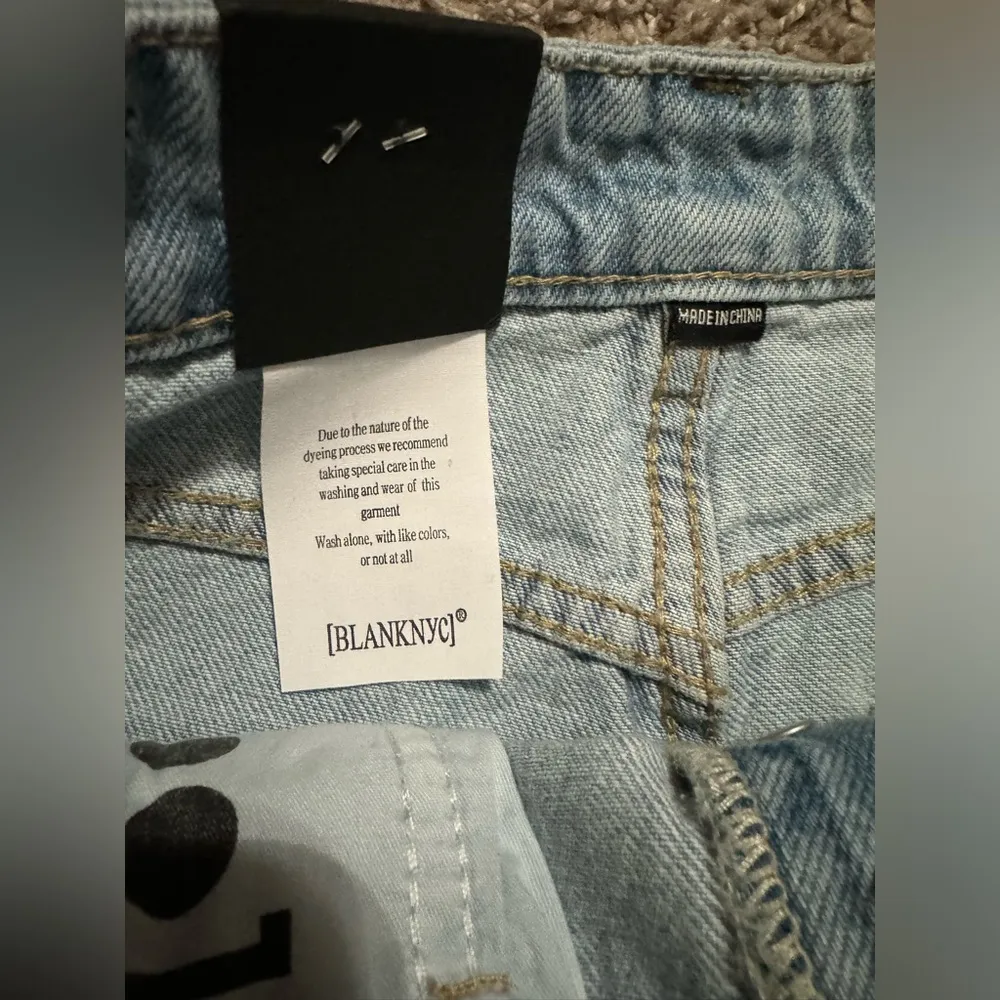 MADE IN CHINA
Due to the nature of the
dyeing process we recommend
taking special care in the
washing and wear of this
garment
Wash alone, with like colors,
or not at all
[BLANKNYC]®